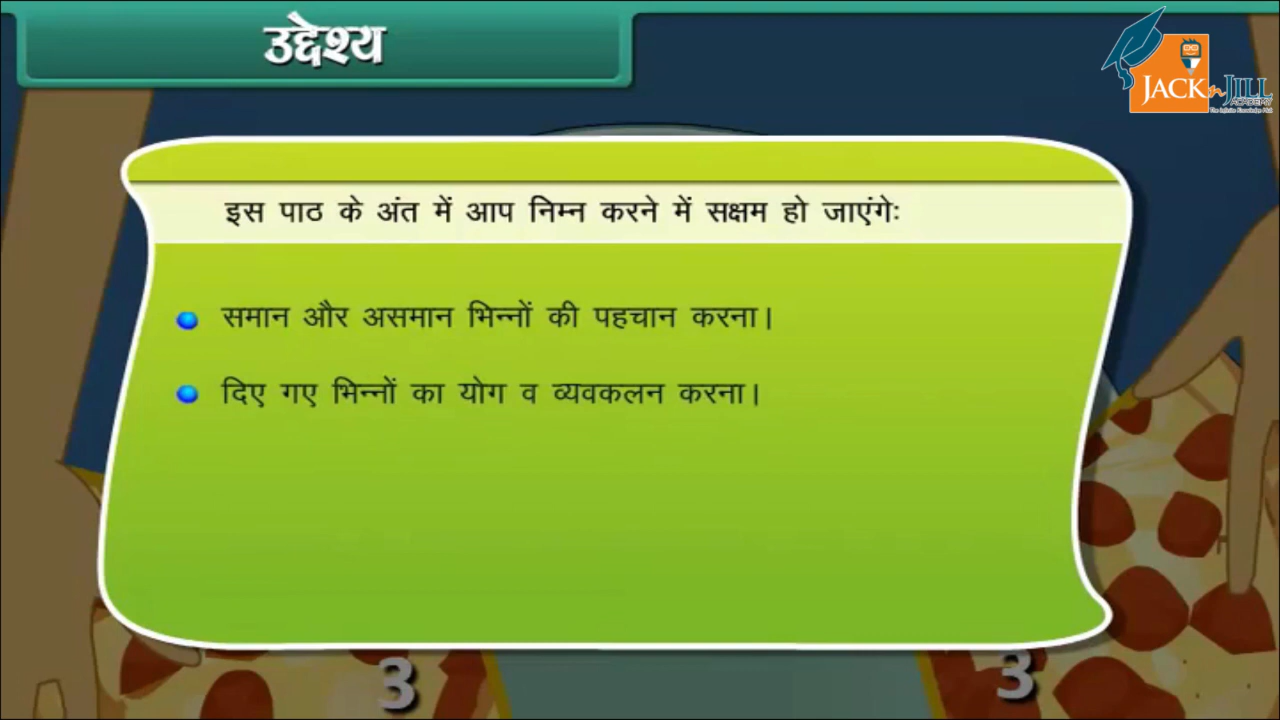 उद्देश्य
JACK n JILL
ACADEMY
इस पाठ के अंत में आप निम्न करने में सक्षम हो जाएंगेः
समान और असमान भिन्नों की पहचान करना।
दिए गए भिन्नों का योग व व्यवकलन करना।
3
3